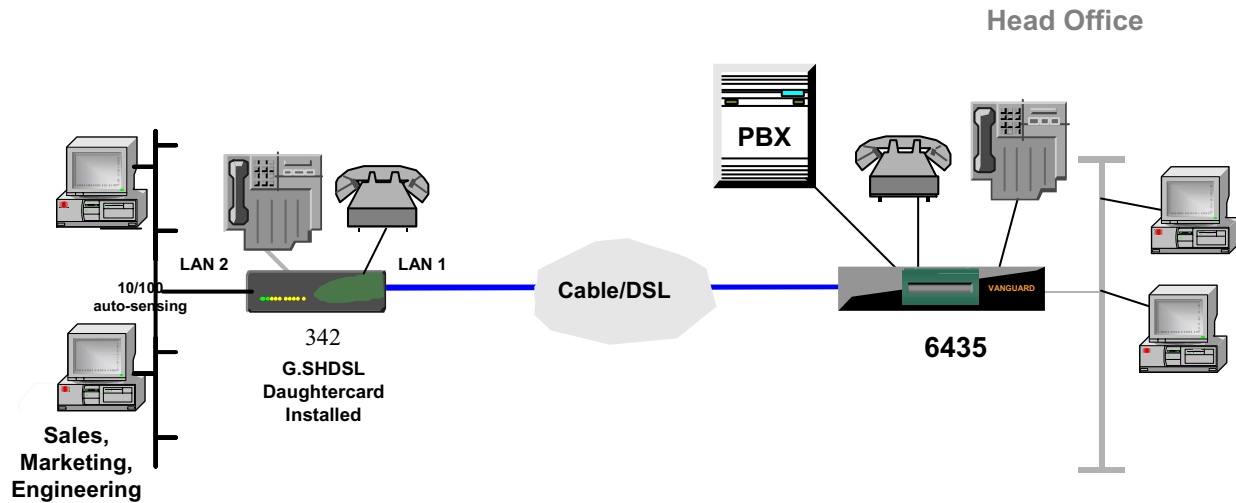 Head Office
PBX
LAN 2
LAN 1
10/100
auto-sensing
Cable/DSL
VANGUARD
342
6435
G.SHDSL
Daughtercard
Installed
Sales,
Marketing,
Engineering